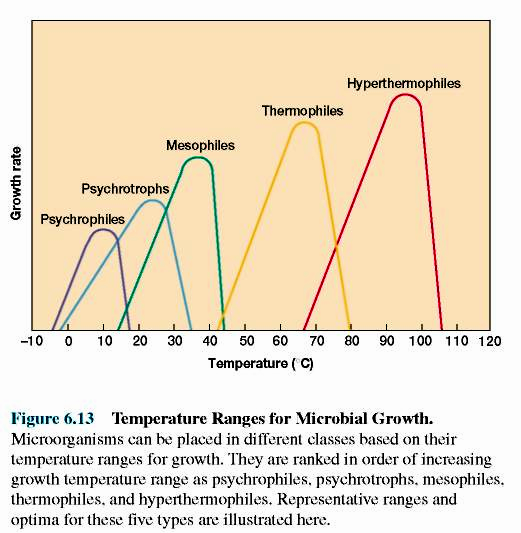 Hyperthermophiles
Thermophiles
Mesophiles
Psychrotrophs
Psychrophiles
Growth rate
–10 0 10 20 30 40 50 60 70 80 90 100 110 120
Temperature (°C)
Figure 6.13 Temperature Ranges for Microbial Growth.
Microorganisms can be placed in different classes based on their
temperature ranges for growth. They are ranked in order of increasing
growth temperature range as psychrophiles, psychrotrophs, mesophiles,
thermophiles, and hyperthermophiles. Representative ranges and
optima for these five types are illustrated here.